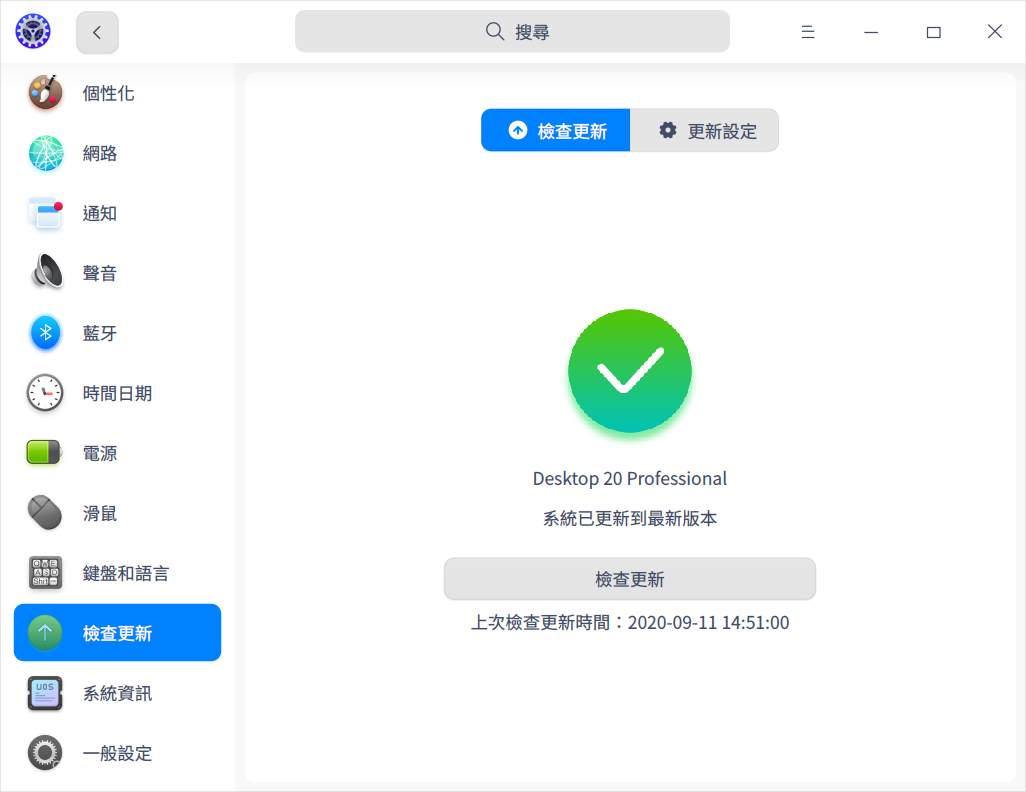 搜尋
個性化
網路
通知
聲音
藍牙
時間日期
電源
滑鼠
鍵盤和語言
檢查更新
系統資訊
UOS
一般設定
檢查更新
更新設定
Desktop 20 Professional
系統已更新到最新版本
檢查更新
上次檢查更新時間：2020-09-11 14:51:00